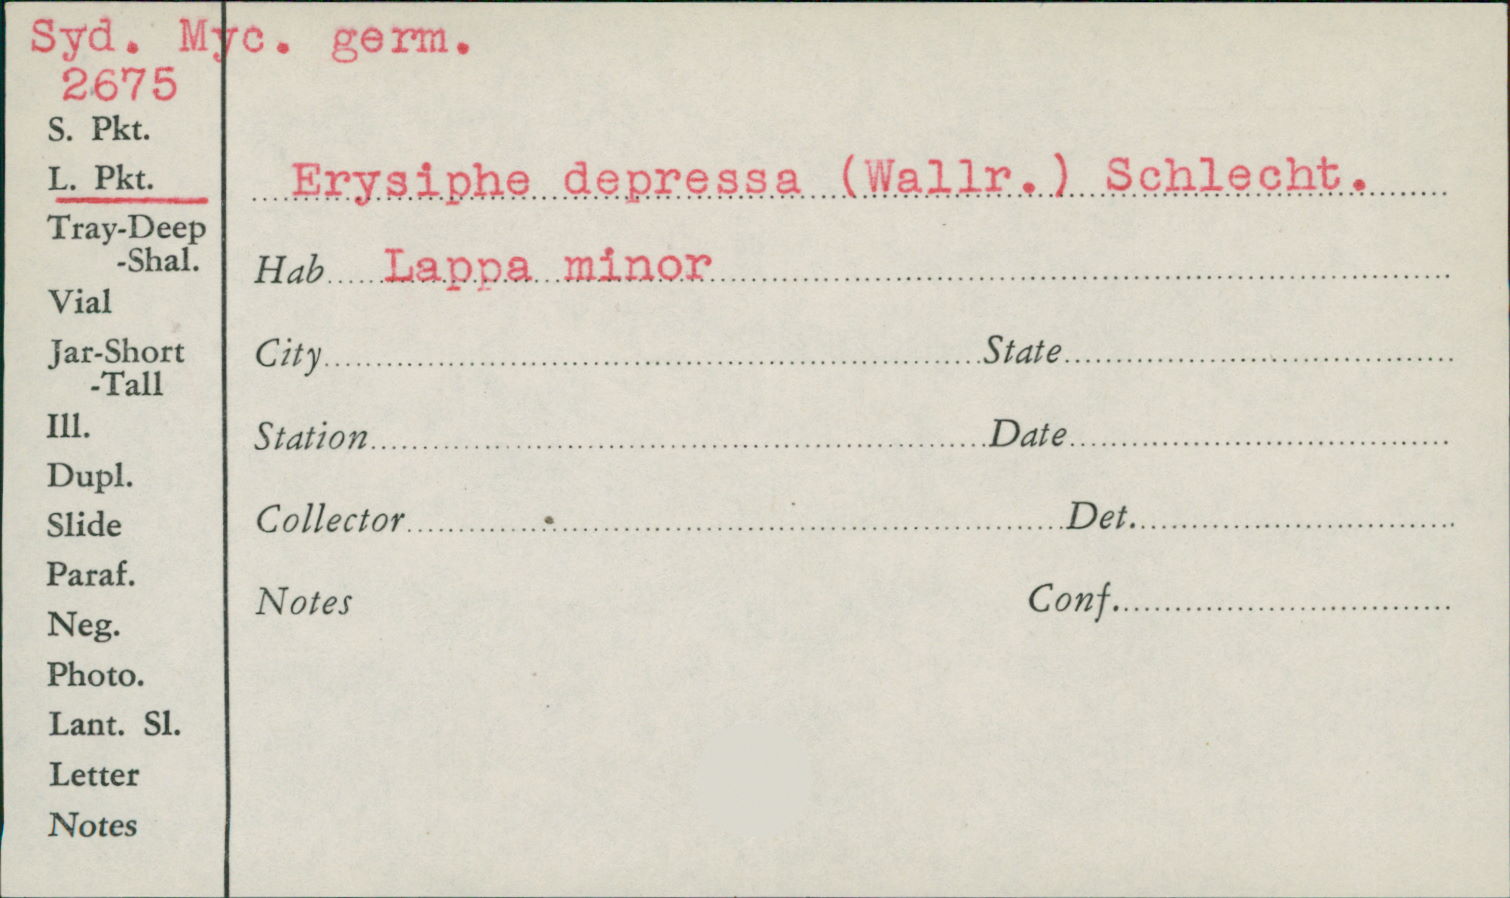 Syd. Myc. germ.
2675
S. Pkt.
L. Pkt.
Tray-Deep
-Shal.
Vial
Jar-Short
-Tall
Ill.
Dupl.
Slide
Paraf.
Neg.
Photo.
Lant. Sl.
Letter
Notes
Erysiphe depressa (Wallr.) Schlecht.
Hab Lappa minor
City State
Station Date
Collector Det.
Notes Conf.